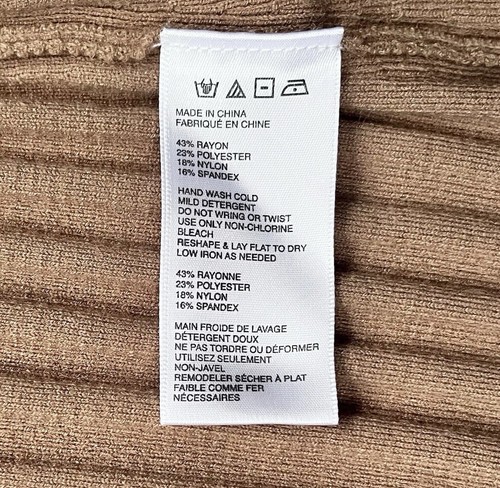 MADE IN CHINA
FABRIQUÉ EN CHINE
43% RAYON
23% POLYESTER
18% NYLON
16% SPANDEX
HAND WASH COLD
MILD DETERGENT
DO NOT WRING OR TWIST
USE ONLY NON-CHLORINE
BLEACH
RESHAPE & LAY FLAT TO DRY
LOW IRON AS NEEDED
43% RAYONNE
23% POLYESTER
18% NYLON
16% SPANDEX
MAIN FROIDE DE LAVAGE
DÉTERGENT DOUX
NE PAS TORDRE OU DÉFORMER
UTILISEZ SEULEMENT
NON-JAVEL
REMODELER SÉCHER À PLAT
FAIBLE COMME FER
NÉCESSAIRES